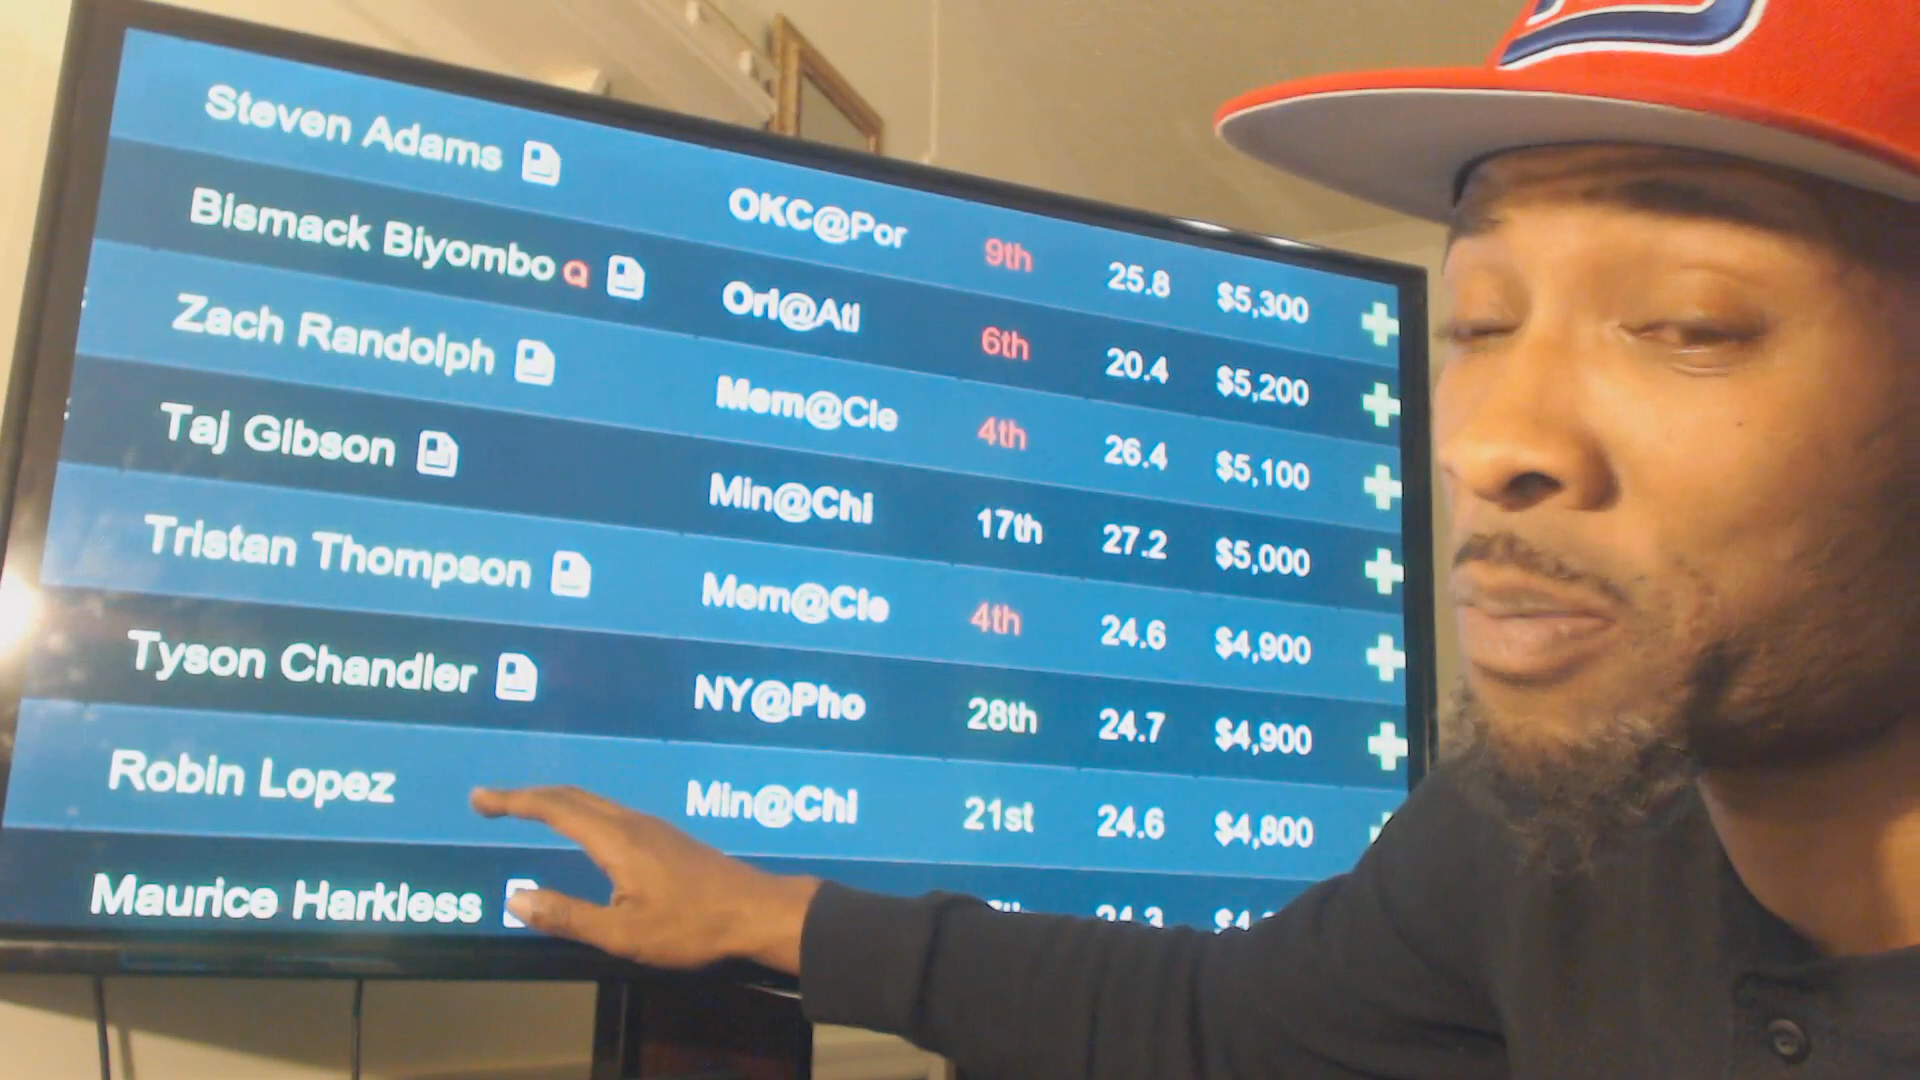 Steven Adams OKC@Por 9th 25.8 $5,300
Bismack Biyombo Q Orl@Atl 6th 20.4 $5,200
Zach Randolph Mem@Cle 4th 26.4 $5,100
Taj Gibson Min@Chi 17th 27.2 $5,000
Tristan Thompson Mem@Cle 4th 24.6 $4,900
Tyson Chandler NY@Pho 28th 24.7 $4,900
Robin Lopez Min@Chi 21st 24.6 $4,800
Maurice Harkless 24.3